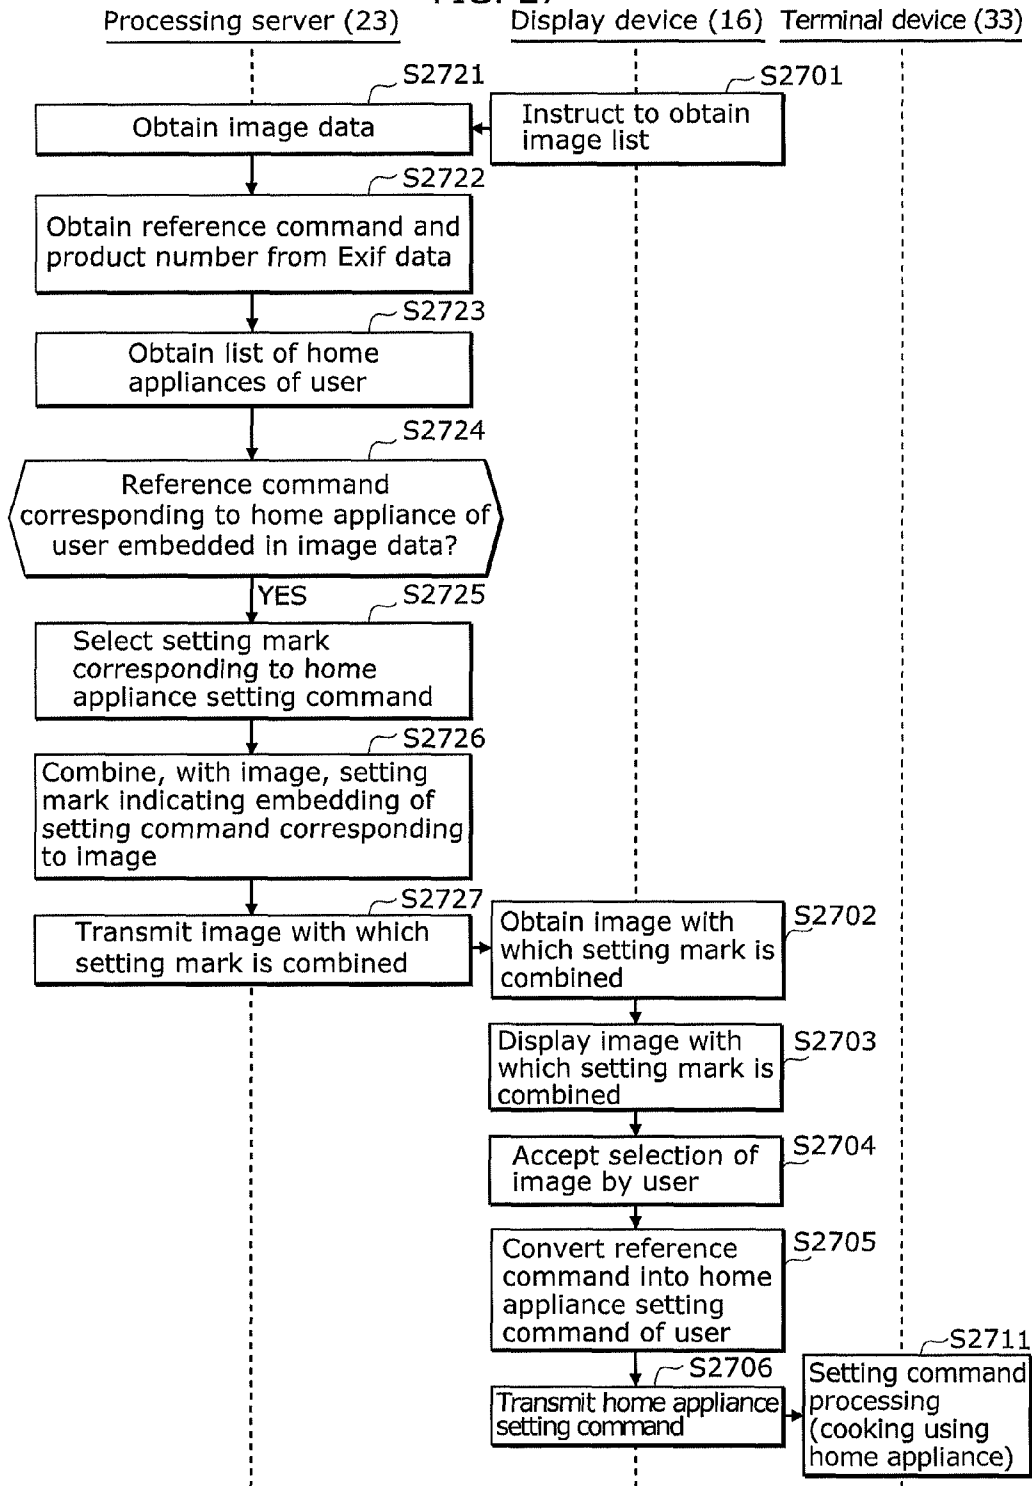 Processing server (23)
Display device (16)
Terminal device (33)
S2701
Instruct to obtain
image list
S2721
Obtain image data
S2722
Obtain reference command and
product number from Exif data
S2723
Obtain list of home
appliances of user
S2724
Reference command
corresponding to home appliance of
user embedded in image data?
YES
S2725
Select setting mark
corresponding to home
appliance setting command
S2726
Combine, with image, setting
mark indicating embedding of
setting command corresponding
to image
S2727
Transmit image with which
setting mark is combined
S2702
Obtain image with
which setting mark is
combined
S2703
Display image with
which setting mark is
combined
S2704
Accept selection of
image by user
S2705
Convert reference
command into home
appliance setting
command of user
S2706
Transmit home appliance
setting command
S2711
Setting command
processing
(cooking using
home appliance)